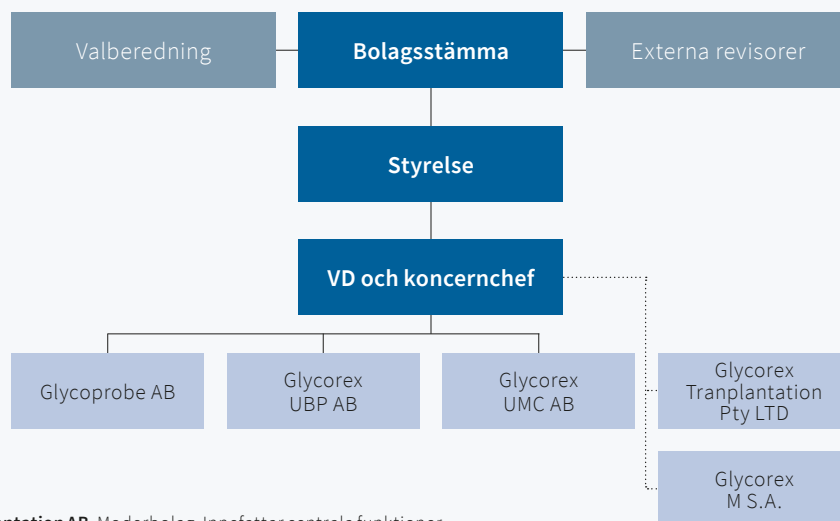 Valberedning
Bolagsstämma
Externa revisorer
Styrelse
VD och koncernchef
Glycoprobe AB
Glycorex
UBP AB
Glycorex
UMC AB
Glycorex
Tranplantation
Pty LTD
Glycorex
M S.A.